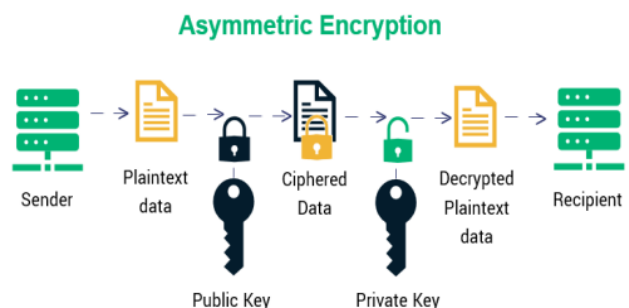 Asymmetric Encryption
Sender
Plaintext
data
Ciphered
Data
Decrypted
Plaintext
data
Recipient
Public Key
Private Key